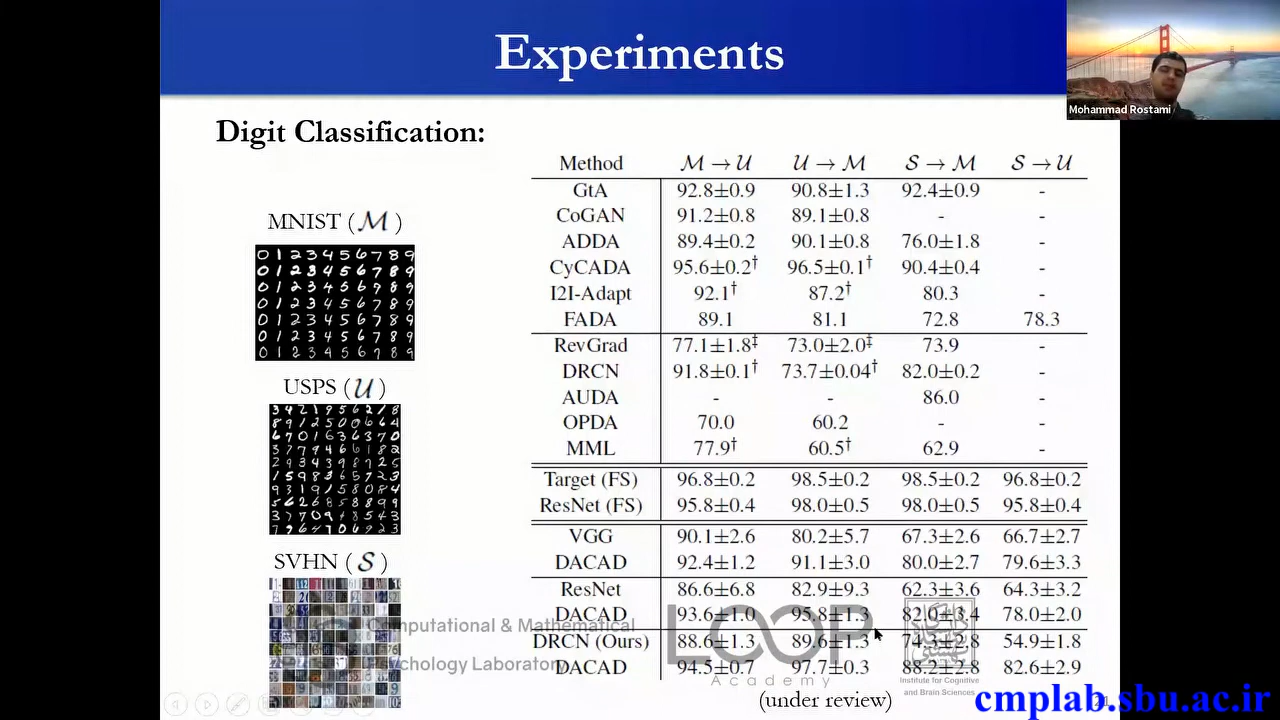 Experiments
Mohammad Rostami
Digit Classification:
MNIST (ℳ)
USPS (𝒰)
SVHN (𝒮)
Method ℳ → 𝒰 𝒰 → ℳ 𝒮 → ℳ 𝒮 → 𝒰
GtA 92.8±0.9 90.8±1.3 92.4±0.9 -
CoGAN 91.2±0.8 89.1±0.8 - -
ADDA 89.4±0.2 90.1±0.8 76.0±1.8 -
CyCADA 95.6±0.2† 96.5±0.1† 90.4±0.4 -
I2I-Adapt 92.1† 87.2† 80.3 -
FADA 89.1 81.1 72.8 78.3
RevGrad 77.1±1.8‡ 73.0±2.0‡ 73.9 -
DRCN 91.8±0.1† 73.7±0.04† 82.0±0.2 -
AUDA - - 86.0 -
OPDA 70.0 60.2 - -
MML 77.9† 60.5† 62.9 -
Target (FS) 96.8±0.2 98.5±0.2 98.5±0.2 96.8±0.2
ResNet (FS) 95.8±0.4 98.0±0.5 98.0±0.5 95.8±0.4
VGG 90.1±2.6 80.2±5.7 67.3±2.6 66.7±2.7
DACAD 92.4±1.2 91.1±3.0 80.0±2.7 79.6±3.3
ResNet 86.6±6.8 82.9±9.3 62.3±3.6 64.3±3.2
DACAD 93.6±1.0 95.8±1.3 82.0±3.4 78.0±2.0
DRCN (Ours) 88.6±1.3 89.6±1.3 74.3±2.8 54.9±1.8
DACAD 94.5±0.7 97.7±0.3 88.2±2.8 82.6±2.9
(under review)
Computational & Mathematical
Psychology Laboratory
LOOP
Academy
Institute for Cognitive
and Brain Sciences
cmplab.sbu.ac.ir